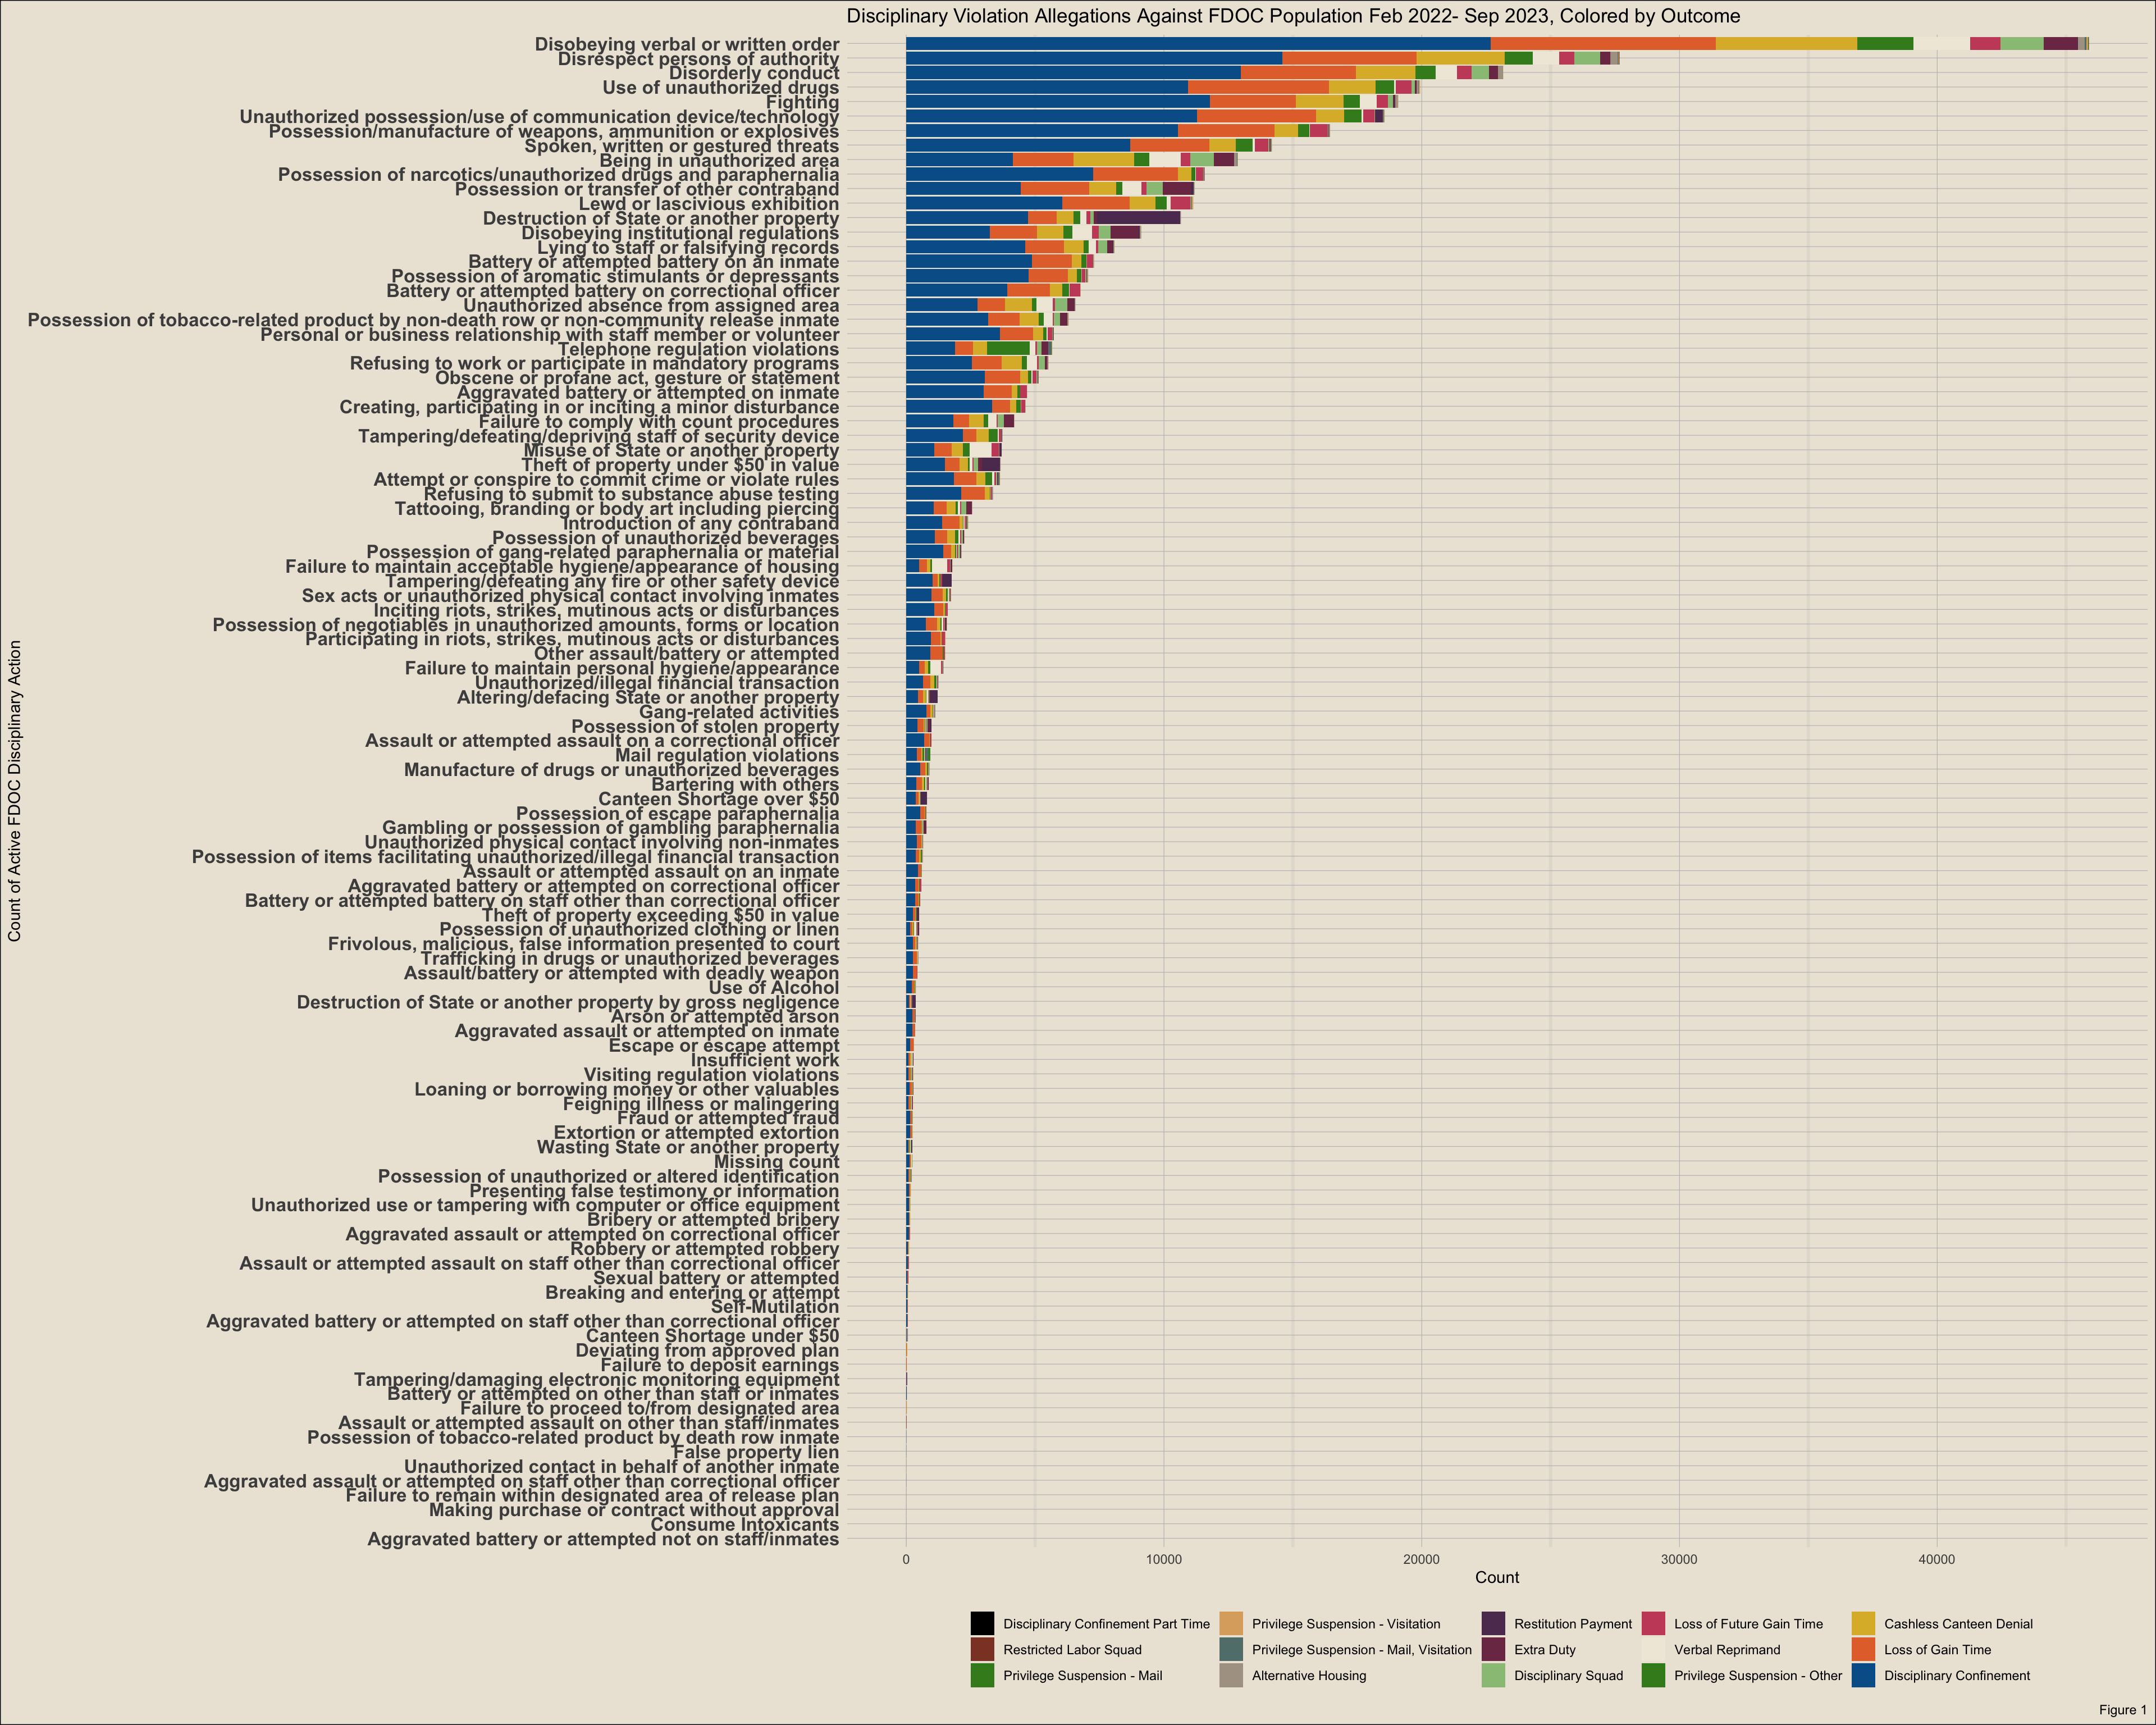 Disciplinary Violation Allegations Against FDOC Population Feb 2022- Sep 2023, Colored by Outcome
Disobeying verbal or written order
Disrespect persons of authority
Disorderly conduct
Use of unauthorized drugs
Fighting
Unauthorized possession/use of communication device/technology
Possession/manufacture of weapons, ammunition or explosives
Spoken, written or gestured threats
Being in unauthorized area
Possession of narcotics/unauthorized drugs and paraphernalia
Possession or transfer of other contraband
Lewd or lascivious exhibition
Destruction of State or another property
Disobeying institutional regulations
Lying to staff or falsifying records
Battery or attempted battery on an inmate
Possession of aromatic stimulants or depressants
Battery or attempted battery on correctional officer
Unauthorized absence from assigned area
Possession of tobacco-related product by non-death row or non-community release inmate
Personal or business relationship with staff member or volunteer
Telephone regulation violations
Refusing to work or participate in mandatory programs
Obscene or profane act, gesture or statement
Aggravated battery or attempted on inmate
Creating, participating in or inciting a minor disturbance
Failure to comply with count procedures
Tampering/defeating/depriving staff of security device
Misuse of State or another property
Theft of property under $50 in value
Attempt or conspire to commit crime or violate rules
Refusing to submit to substance abuse testing
Tattooing, branding or body art including piercing
Introduction of any contraband
Possession of unauthorized beverages
Possession of gang-related paraphernalia or material
Failure to maintain acceptable hygiene/appearance of housing
Tampering/defeating any fire or other safety device
Sex acts or unauthorized physical contact involving inmates
Inciting riots, strikes, mutinous acts or disturbances
Possession of negotiables in unauthorized amounts, forms or location
Participating in riots, strikes, mutinous acts or disturbances
Other assault/battery or attempted
Failure to maintain personal hygiene/appearance
Unauthorized/illegal financial transaction
Altering/defacing State or another property
Gang-related activities
Possession of stolen property
Assault or attempted assault on a correctional officer
Mail regulation violations
Manufacture of drugs or unauthorized beverages
Bartering with others
Canteen Shortage over $50
Possession of escape paraphernalia
Gambling or possession of gambling paraphernalia
Unauthorized physical contact involving non-inmates
Possession of items facilitating unauthorized/illegal financial transaction
Assault or attempted assault on an inmate
Aggravated battery or attempted on correctional officer
Battery or attempted battery on staff other than correctional officer
Theft of property exceeding $50 in value
Possession of unauthorized clothing or linen
Frivolous, malicious, false information presented to court
Trafficking in drugs or unauthorized beverages
Assault/battery or attempted with deadly weapon
Use of Alcohol
Destruction of State or another property by gross negligence
Arson or attempted arson
Aggravated assault or attempted on inmate
Escape or escape attempt
Insufficient work
Visiting regulation violations
Loaning or borrowing money or other valuables
Feigning illness or malingering
Fraud or attempted fraud
Extortion or attempted extortion
Wasting State or another property
Missing count
Possession of unauthorized or altered identification
Presenting false testimony or information
Unauthorized use or tampering with computer or office equipment
Bribery or attempted bribery
Aggravated assault or attempted on correctional officer
Robbery or attempted robbery
Assault or attempted assault on staff other than correctional officer
Sexual battery or attempted
Breaking and entering or attempt
Self-Mutilation
Aggravated battery or attempted on staff other than correctional officer
Canteen Shortage under $50
Deviating from approved plan
Failure to deposit earnings
Tampering/damaging electronic monitoring equipment
Battery or attempted on other than staff or inmates
Failure to proceed to/from designated area
Assault or attempted assault on other than staff/inmates
Possession of tobacco-related product by death row inmate
False property lien
Unauthorized contact in behalf of another inmate
Aggravated assault or attempted on staff other than correctional officer
Failure to remain within designated area of release plan
Making purchase or contract without approval
Consume Intoxicants
Aggravated battery or attempted not on staff/inmates
Count of Active FDOC Disciplinary Action
0 10000 20000 30000 40000
Count
Disciplinary Confinement Part Time Privilege Suspension - Visitation Restitution Payment Loss of Future Gain Time Cashless Canteen Denial
Restricted Labor Squad Privilege Suspension - Mail, Visitation Extra Duty Verbal Reprimand Loss of Gain Time
Privilege Suspension - Mail Alternative Housing Disciplinary Squad Privilege Suspension - Other Disciplinary Confinement
Figure 1